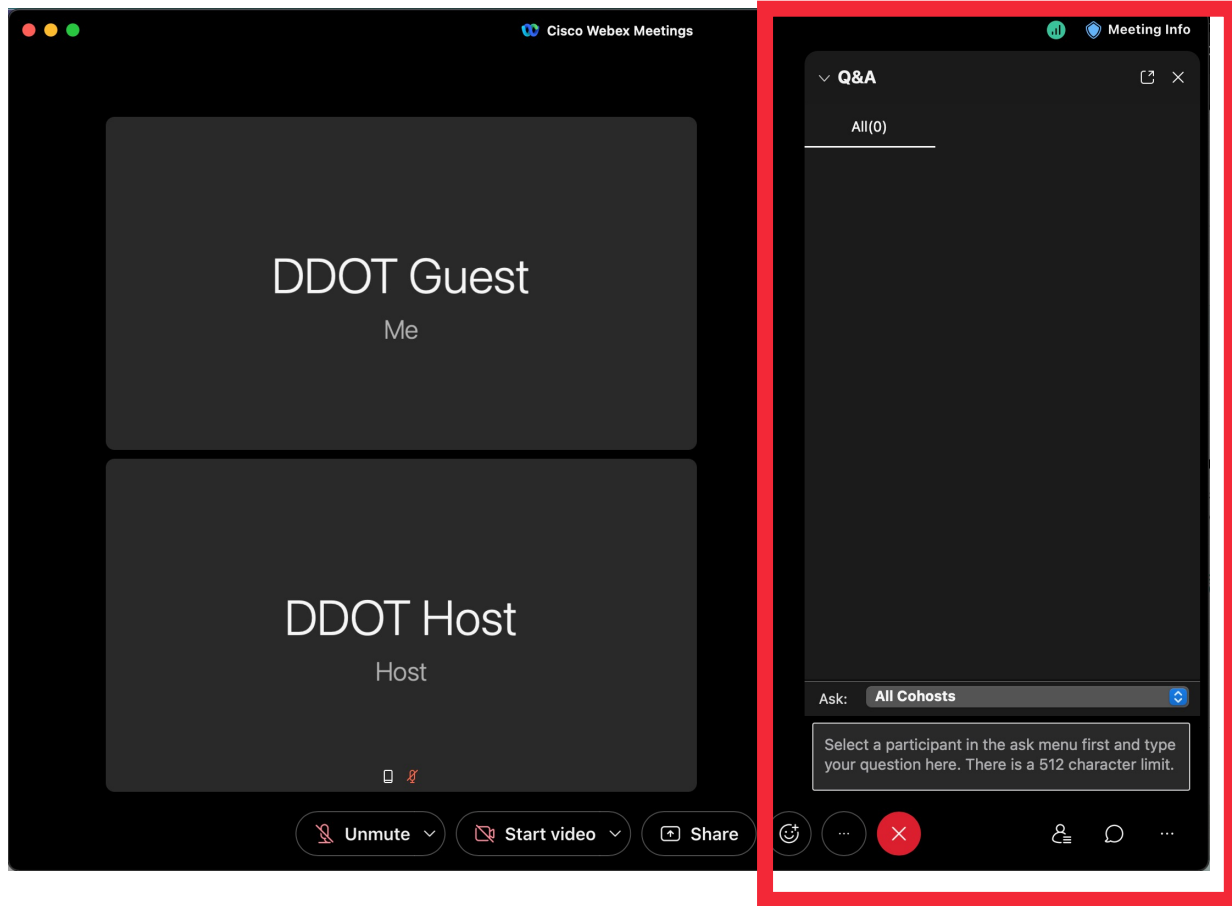 Cisco Webex Meetings
Meeting Info
Q&A
All(0)
DDOT Guest
Me
DDOT Host
Host
Ask:
All Cohosts
Select a participant in the ask menu first and type
your question here. There is a 512 character limit.
Unmute
Start video
Share